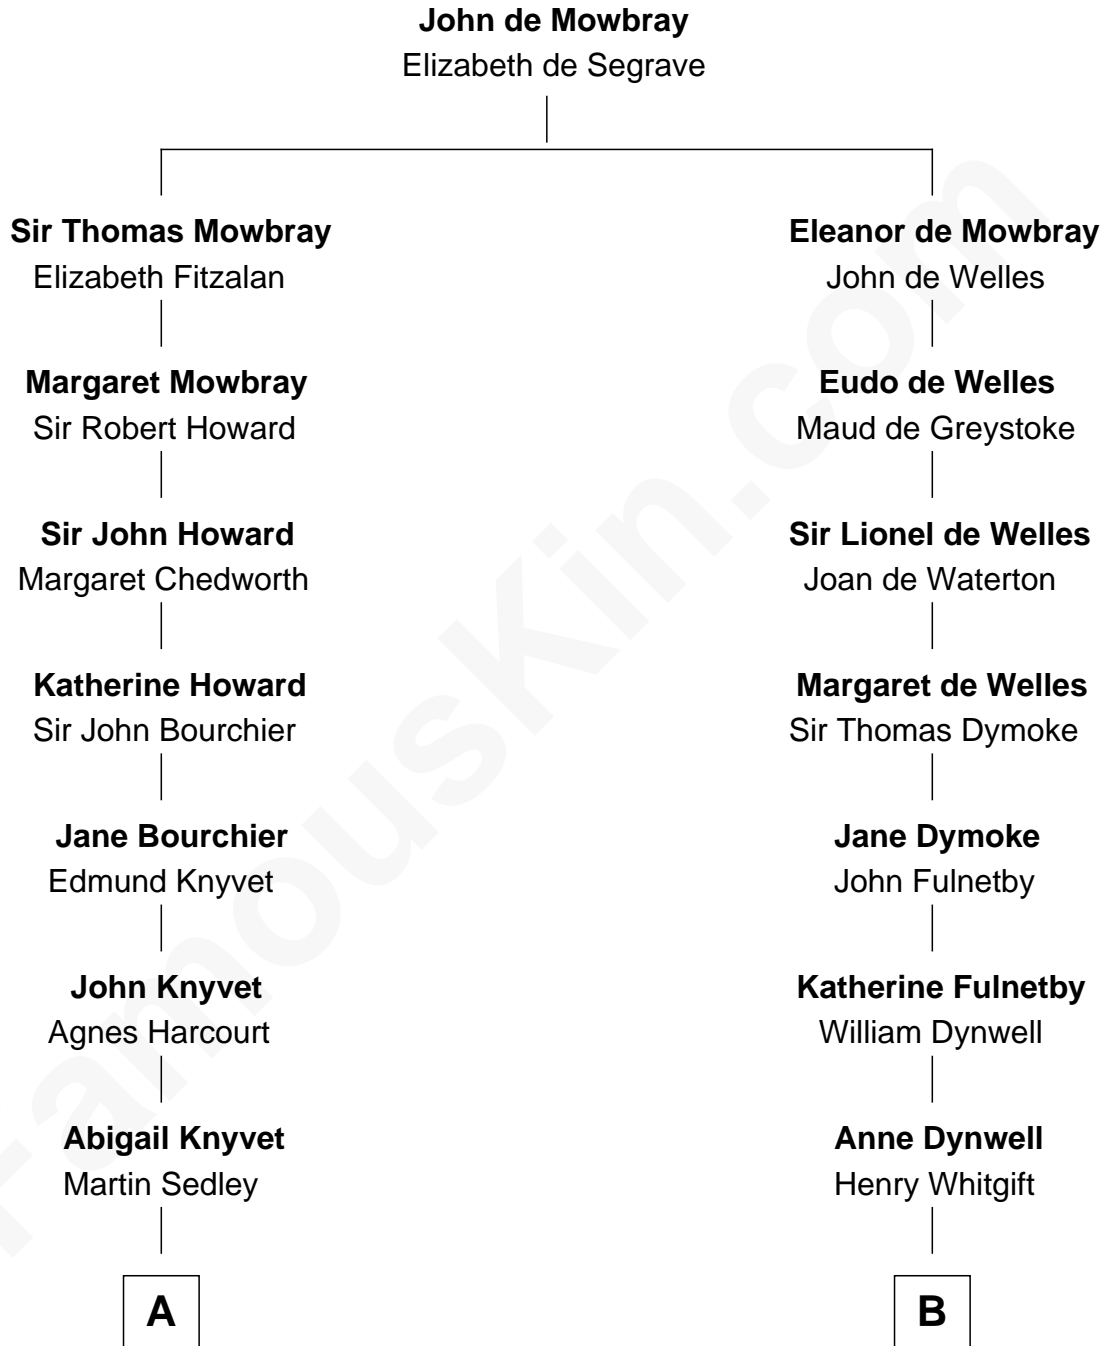 John de Mowbray
Elizabeth de Segrave
Sir Thomas Mowbray
Elizabeth Fitzalan
Eleanor de Mowbray
John de Welles
Margaret Mowbray
Sir Robert Howard
Eudo de Welles
Maud de Greystoke
Sir John Howard
Margaret Chedworth
Sir Lionel de Welles
Joan de Waterton
Katherine Howard
Sir John Bourchier
Margaret de Welles
Sir Thomas Dymoke
Jane Bourchier
Edmund Knyvet
Jane Dymoke
John Fulnetby
John Knyvet
Agnes Harcourt
Katherine Fulnetby
William Dynwell
Abigail Knyvet
Martin Sedley
Anne Dynwell
Henry Whitgift
A
B
FamousKin.com